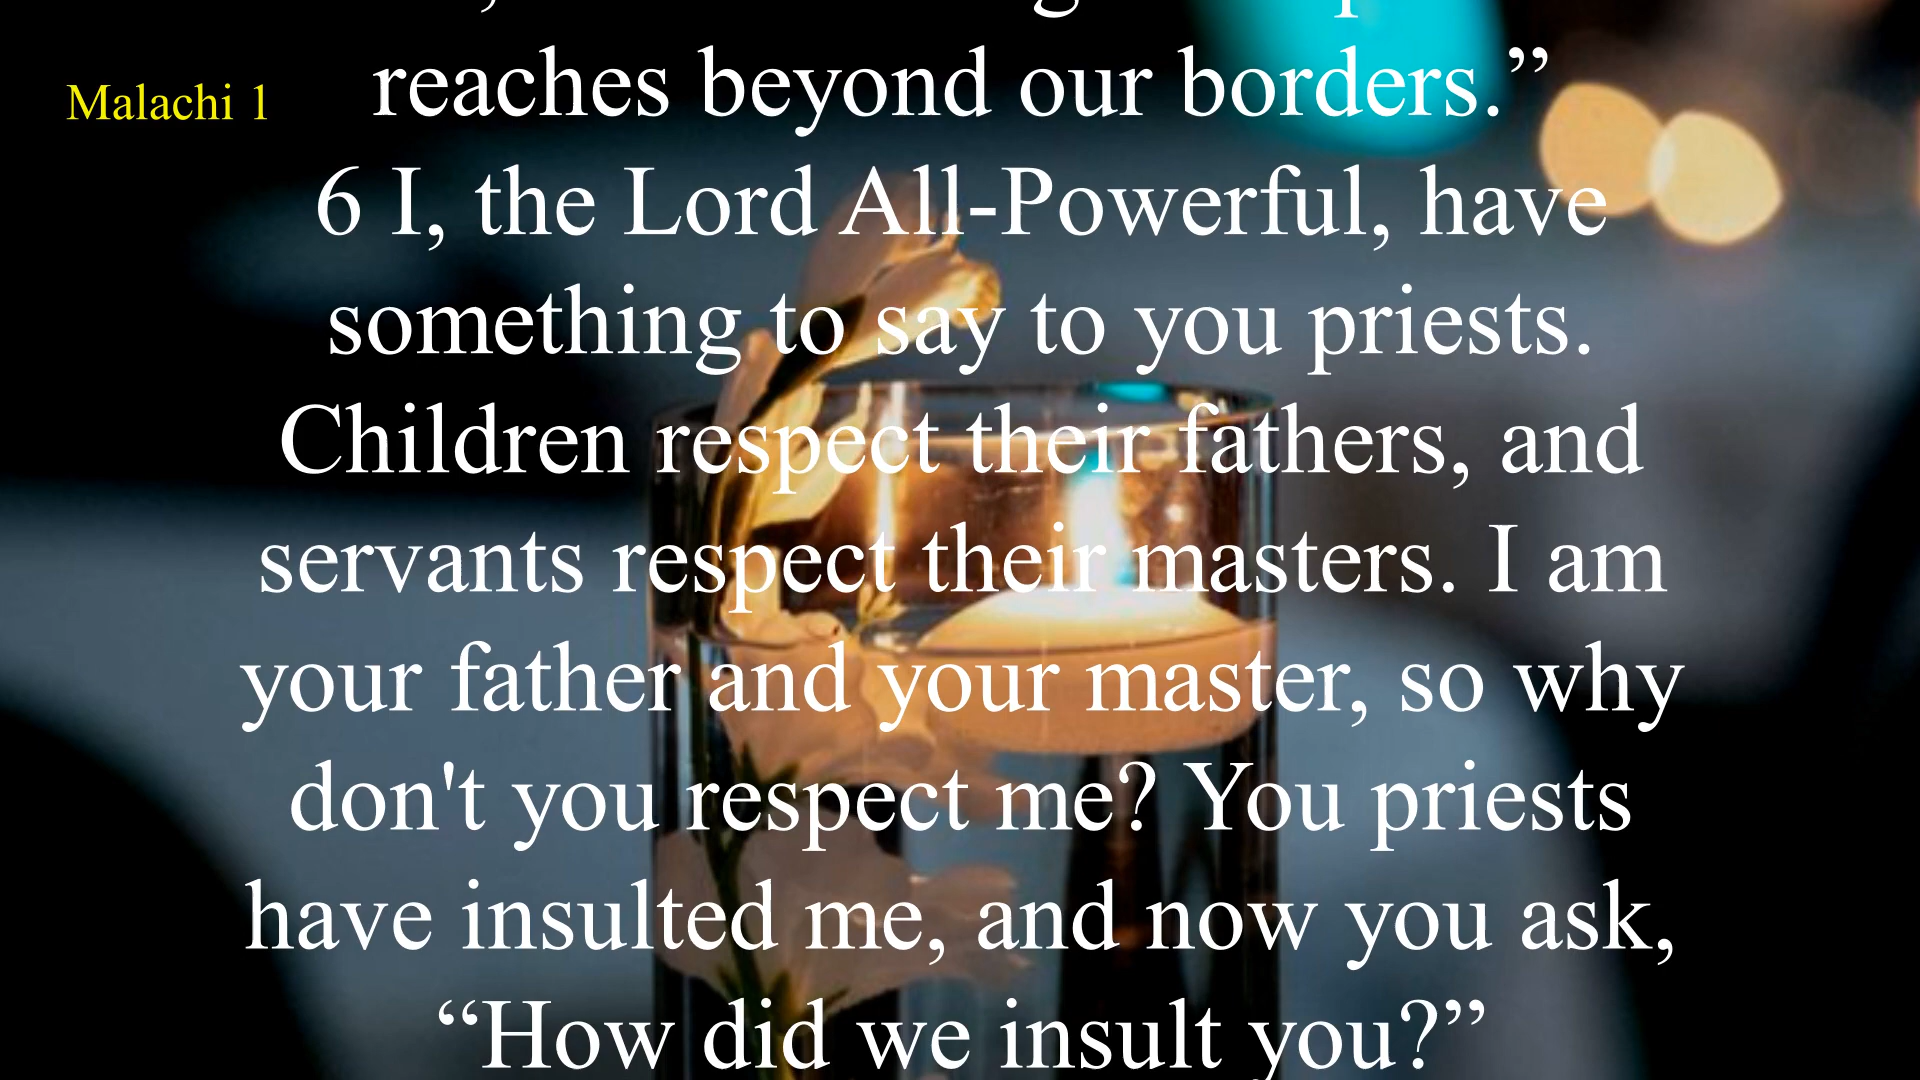 reaches beyond our borders.”
Malachi 1
6 I, the Lord All-Powerful, have
something to say to you priests.
Children respect their fathers, and
servants respect their masters. I am
your father and your master, so why
don't you respect me? You priests
have insulted me, and now you ask,
“How did we insult you?”